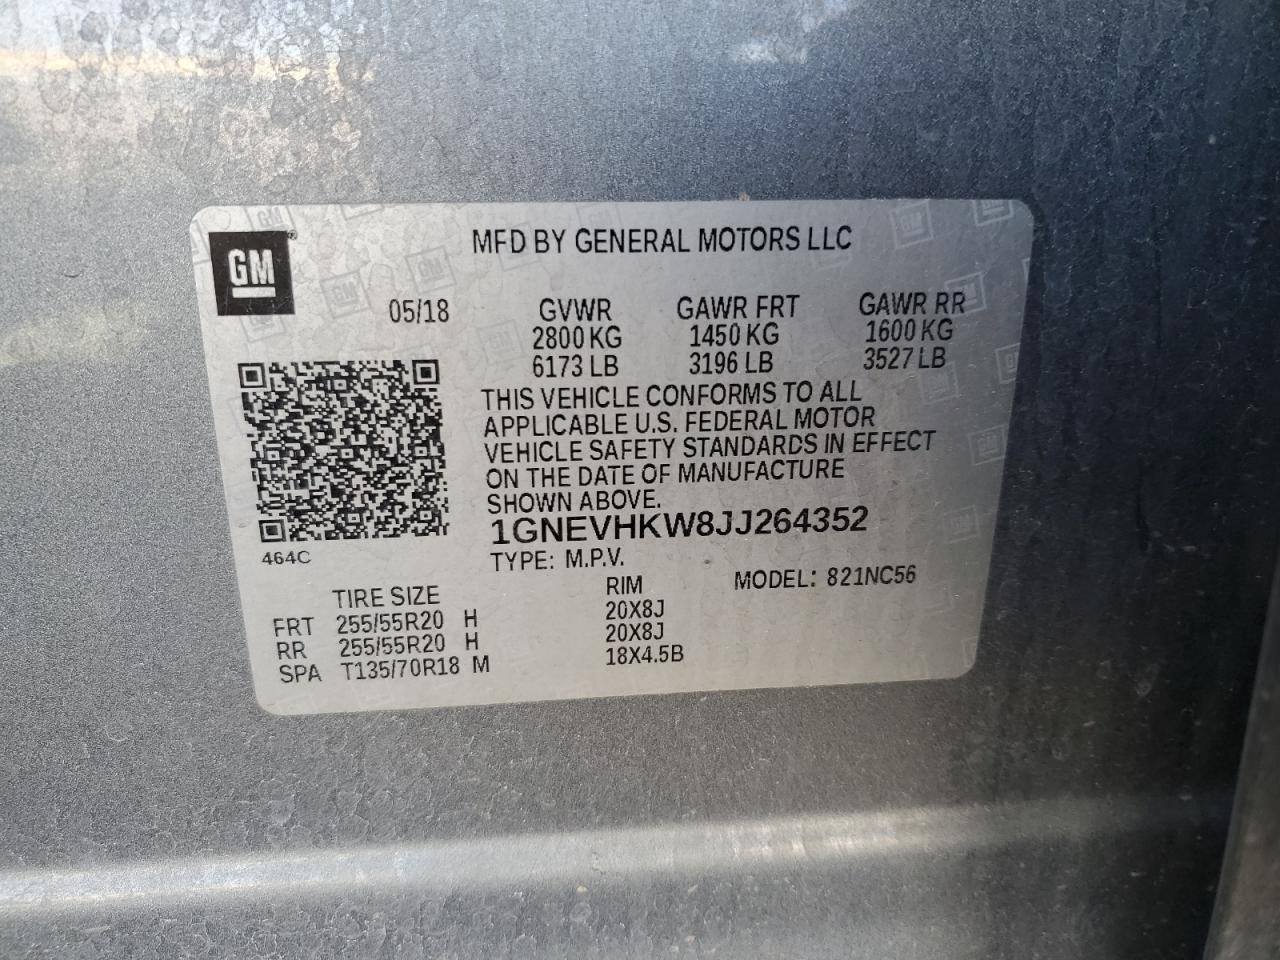 GM
MFD BY GENERAL MOTORS LLC
05/18 GVWR GAWR FRT GAWR RR
2800 KG 1450 KG 1600 KG
6173 LB 3196 LB 3527 LB
THIS VEHICLE CONFORMS TO ALL
APPLICABLE U.S. FEDERAL MOTOR
VEHICLE SAFETY STANDARDS IN EFFECT
ON THE DATE OF MANUFACTURE
SHOWN ABOVE.
1GNEVHKW8JJ264352
464C
TYPE: M.P.V. MODEL: 821NC56
TIRE SIZE RIM
FRT 255/55R20 H 20X8J
RR 255/55R20 H 20X8J
SPA T135/70R18 M 18X4.5B